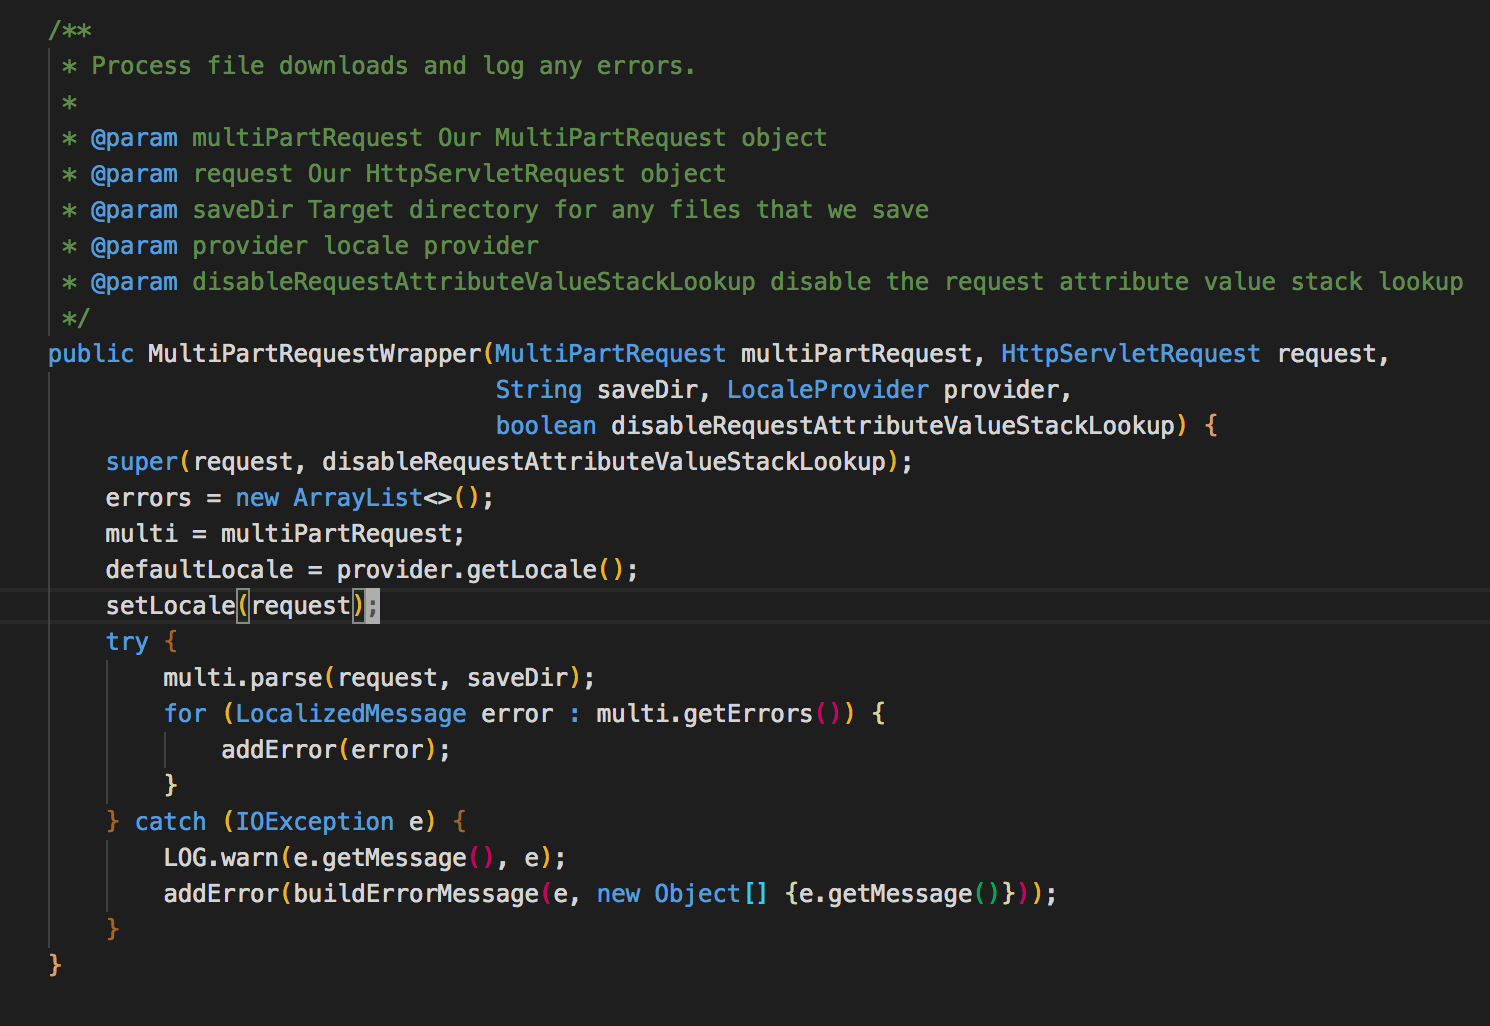 /**
* Process file downloads and log any errors.
*
* @param multiPartRequest Our MultiPartRequest object
* @param request Our HttpServletRequest object
* @param saveDir Target directory for any files that we save
* @param provider locale provider
* @param disableRequestAttributeValueStackLookup disable the request attribute value stack lookup
*/
public MultiPartRequestWrapper(MultiPartRequest multiPartRequest, HttpServletRequest request,
String saveDir, LocaleProvider provider,
boolean disableRequestAttributeValueStackLookup) {
super(request, disableRequestAttributeValueStackLookup);
errors = new ArrayList<>();
multi = multiPartRequest;
defaultLocale = provider.getLocale();
setLocale(request);
try {
multi.parse(request, saveDir);
for (LocalizedMessage error : multi.getErrors()) {
addError(error);
}
} catch (IOException e) {
LOG.warn(e.getMessage(), e);
addError(buildErrorMessage(e, new Object[] {e.getMessage()}));
}
}